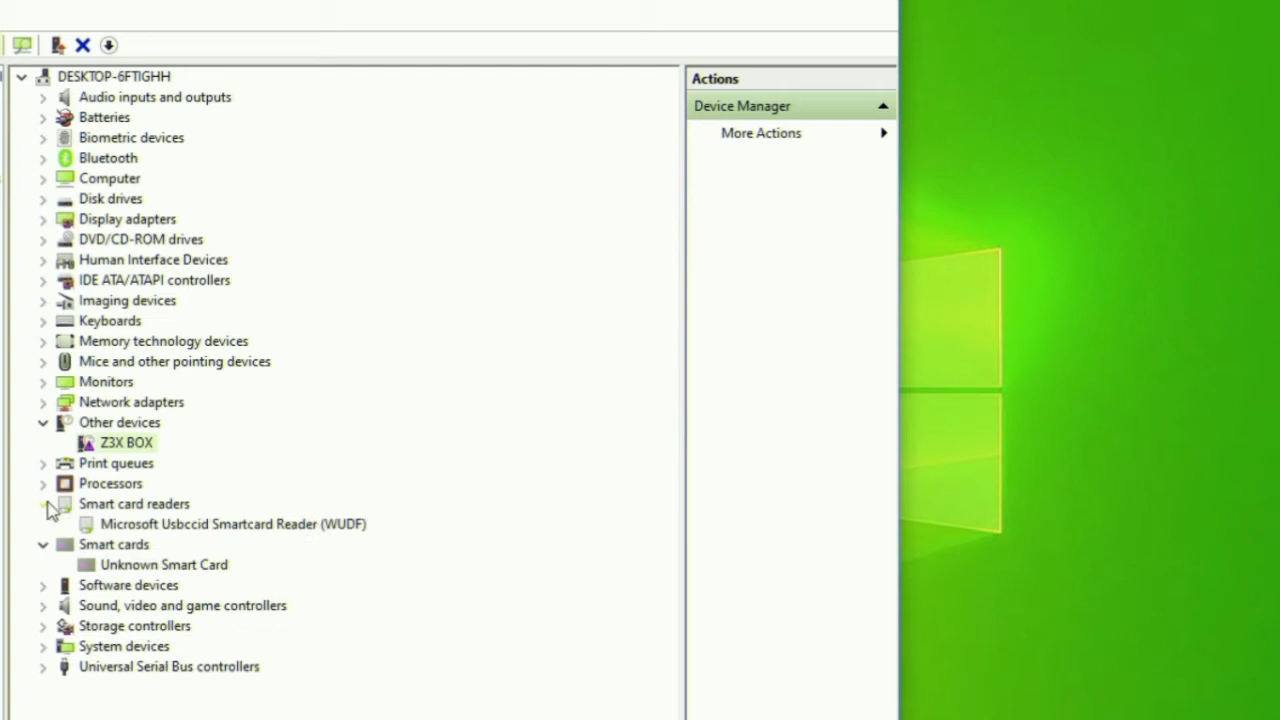 DESKTOP-6FTIGHH
Audio inputs and outputs
Batteries
Biometric devices
Bluetooth
Computer
Disk drives
Display adapters
DVD/CD-ROM drives
Human Interface Devices
IDE ATA/ATAPI controllers
Imaging devices
Keyboards
Memory technology devices
Mice and other pointing devices
Monitors
Network adapters
Other devices
Z3X BOX
Print queues
Processors
Smart card readers
Microsoft Usbccid Smartcard Reader (WUDF)
Smart cards
Unknown Smart Card
Software devices
Sound, video and game controllers
Storage controllers
System devices
Universal Serial Bus controllers
Actions
Device Manager
More Actions